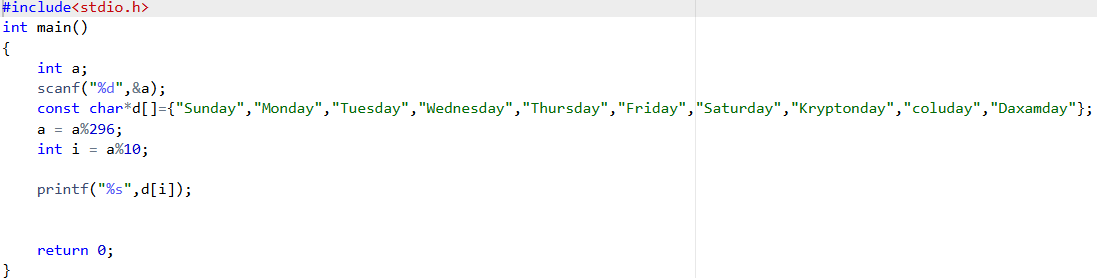 #include<stdio.h>
int main()
{
    int a;
    scanf("%d",&a);
    const char*d[]={"Sunday","Monday","Tuesday","Wednesday","Thursday","Friday","Saturday","Kryptonday","coluday","Daxamday"};
    a = a%296;
    int i = a%10;
    printf("%s",d[i]);
    return 0;
}